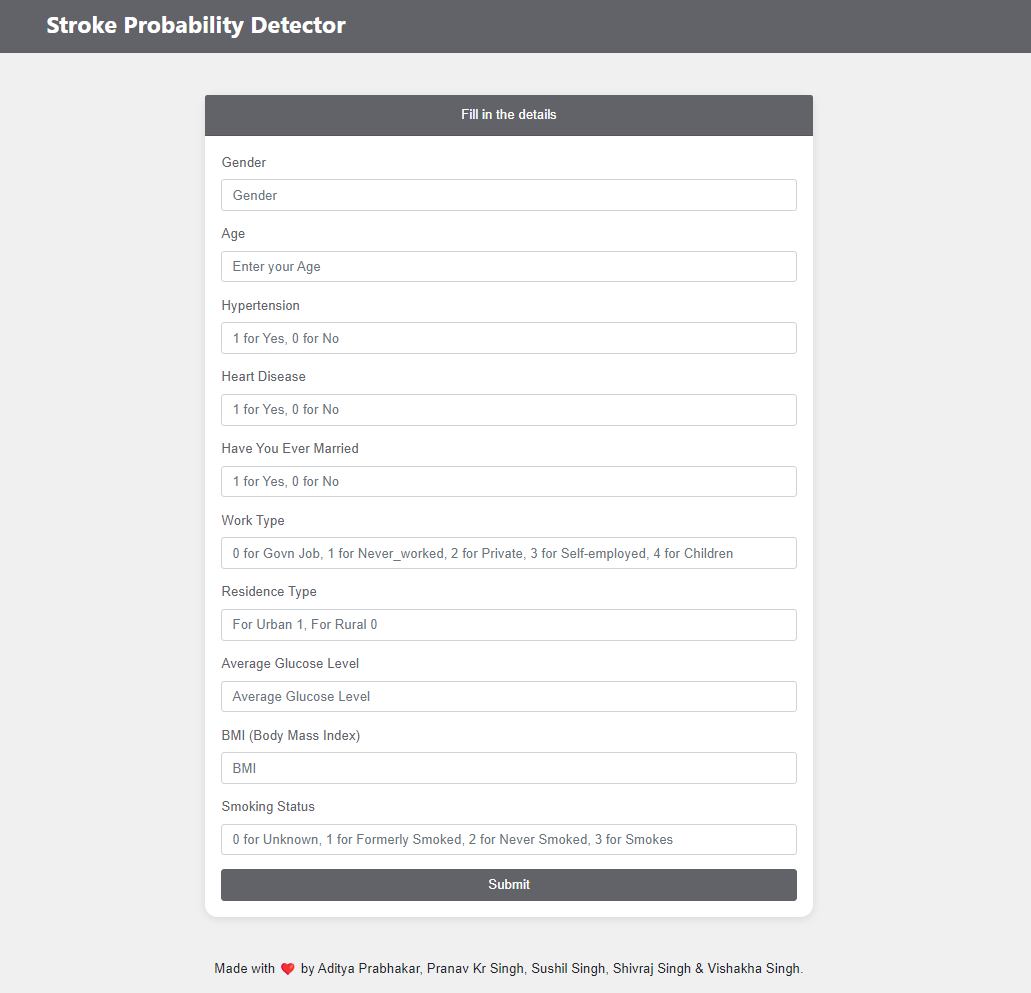 Stroke Probability Detector
Fill in the details
Gender
Gender
Age
Enter your Age
Hypertension
1 for Yes, 0 for No
Heart Disease
1 for Yes, 0 for No
Have You Ever Married
1 for Yes, 0 for No
Work Type
0 for Govn Job, 1 for Never_worked, 2 for Private, 3 for Self-employed, 4 for Children
Residence Type
For Urban 1, For Rural 0
Average Glucose Level
Average Glucose Level
BMI (Body Mass Index)
BMI
Smoking Status
0 for Unknown, 1 for Formerly Smoked, 2 for Never Smoked, 3 for Smokes
Submit
Made with ❤️ by Aditya Prabhakar, Pranav Kr Singh, Sushil Singh, Shivraj Singh & Vishakha Singh.